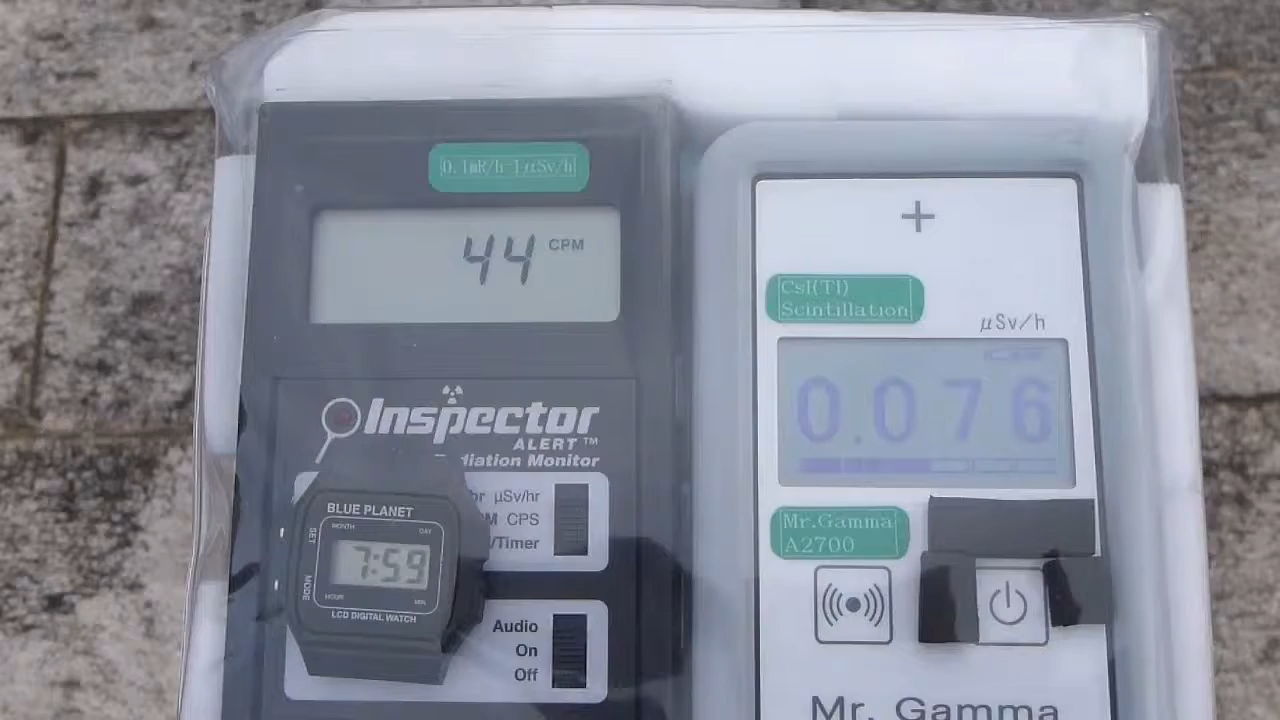 0.1mR/h=1μSv/h
44 CPM
Inspector
ALERT™
diation Monitor
hr μSv/hr
CPS
/Timer
Audio
On
Off
BLUE PLANET
MONTH DAY
SET
7:59
MODE
HOUR MIN
LCD DIGITAL WATCH
+
CsI(Tl)
Scintillation
μSv/h
0.076
Mr.Gamma
A2700
Mr. Gamma